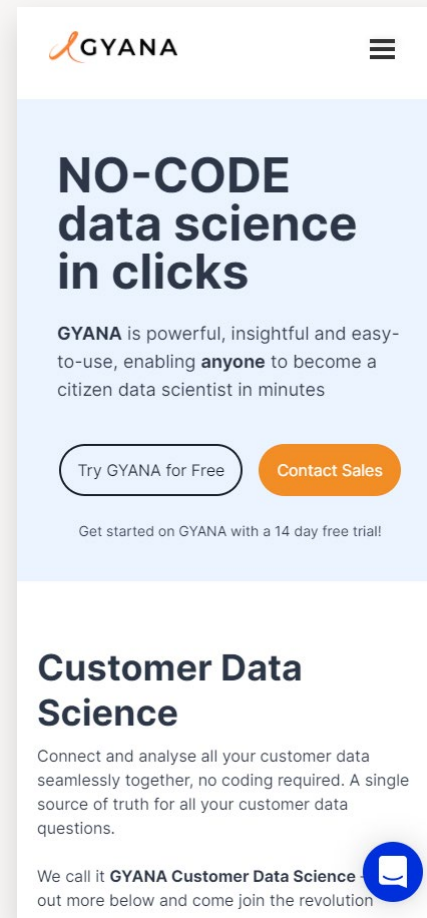 GYANA
NO-CODE
data science
in clicks
GYANA is powerful, insightful and easy-
to-use, enabling anyone to become a
citizen data scientist in minutes
Try GYANA for Free
Contact Sales
Get started on GYANA with a 14 day free trial!
Customer Data
Science
Connect and analyse all your customer data
seamlessly together, no coding required. A single
source of truth for all your customer data
questions.
We call it GYANA Customer Data Science -
out more below and come join the revolution